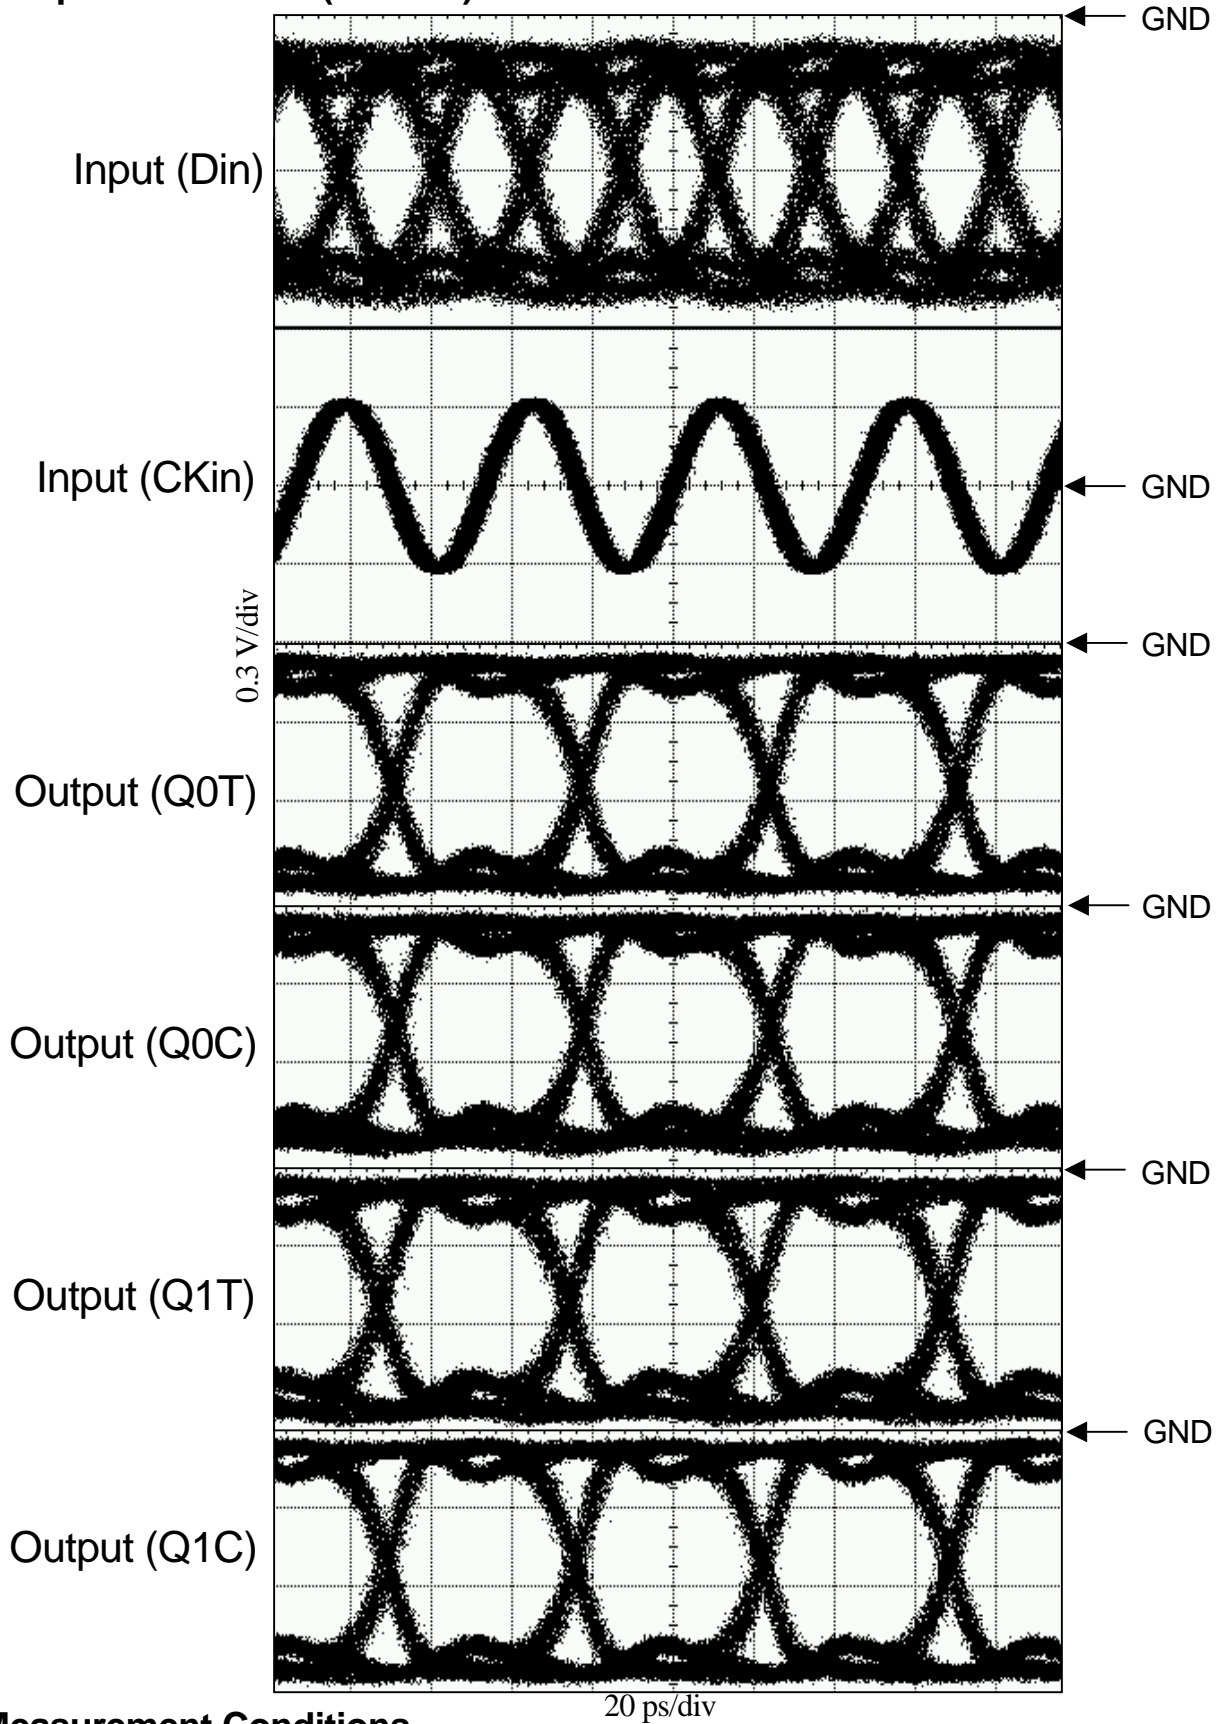 GND
Input (Din)
Input (CKin)
GND
0.3 V/div
GND
Output (Q0T)
GND
Output (Q0C)
GND
Output (Q1T)
GND
Output (Q1C)
20 ps/div
Measurement Conditions